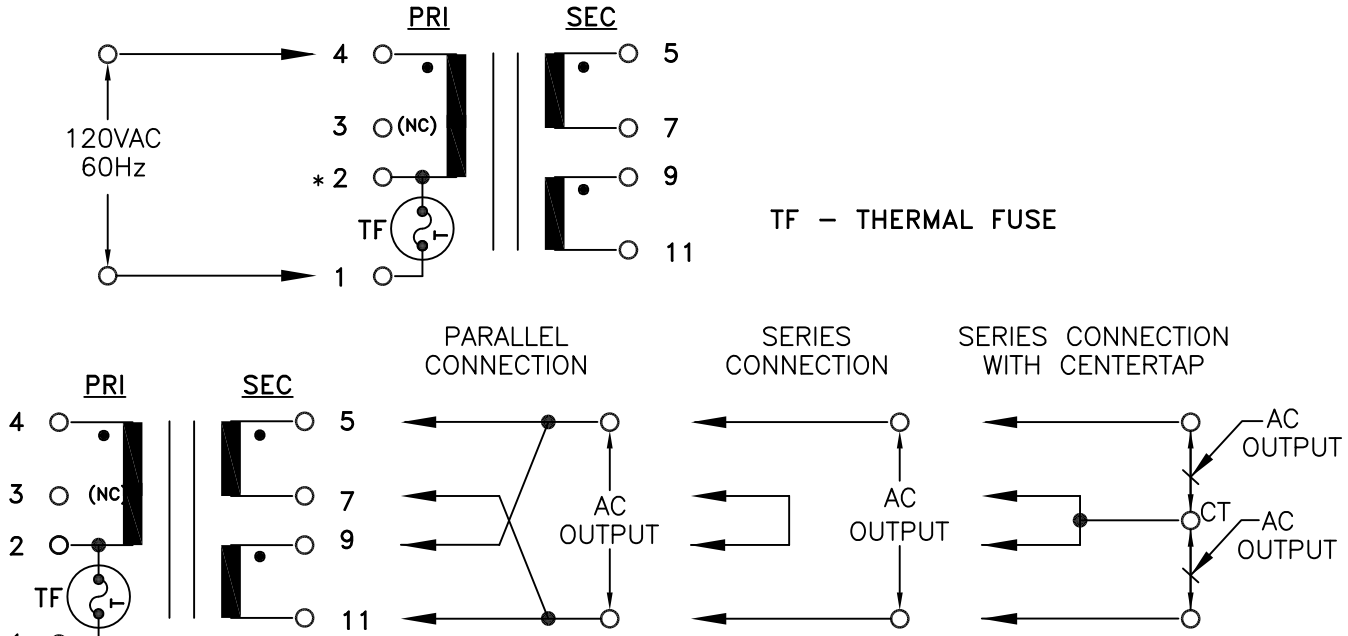 PRI SEC
4 5
120VAC
60Hz
3 (NC) 7
* 2 9
TF
T
TF - THERMAL FUSE
1 11
PARALLEL
CONNECTION
SERIES
CONNECTION
SERIES CONNECTION
WITH CENTERTAP
PRI SEC
4 5
3 (NC) 7
2 9
TF
T
11
AC
OUTPUT
AC
OUTPUT
AC
OUTPUT
CT
AC
OUTPUT